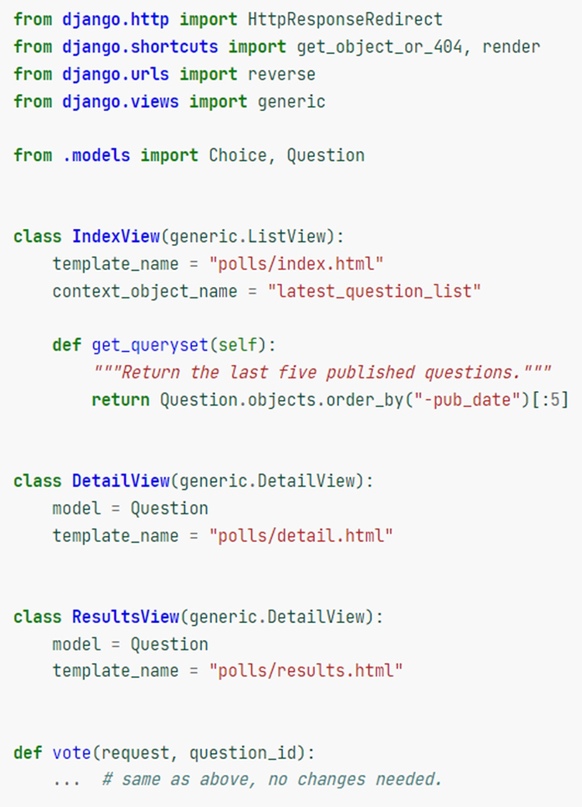 from django.http import HttpResponseRedirect
from django.shortcuts import get_object_or_404, render
from django.urls import reverse
from django.views import generic

from .models import Choice, Question


class IndexView(generic.ListView):
    template_name = "polls/index.html"
    context_object_name = "latest_question_list"

    def get_queryset(self):
        """Return the last five published questions."""
        return Question.objects.order_by("-pub_date")[:5]


class DetailView(generic.DetailView):
    model = Question
    template_name = "polls/detail.html"


class ResultsView(generic.DetailView):
    model = Question
    template_name = "polls/results.html"


def vote(request, question_id):
    ...  # same as above, no changes needed.